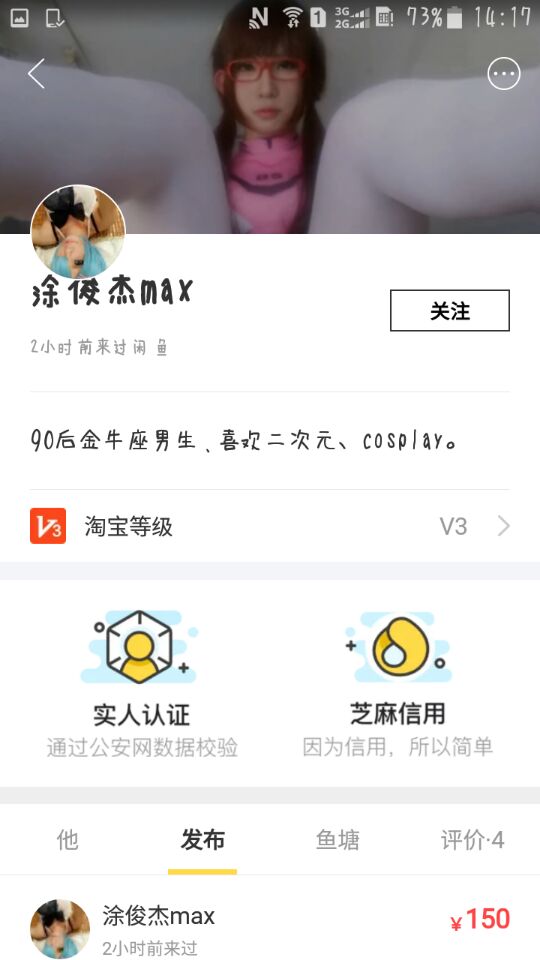 N 1 3G 2G 73% 14:17
涂俊杰max
关注
2小时前来过闲鱼
90后金牛座男生、喜欢二次元、cosplay。
V3 淘宝等级 V3
实人认证 芝麻信用
通过公安网数据校验 因为信用，所以简单
他 发布 鱼塘 评价·4
涂俊杰max ¥150
2小时前来过